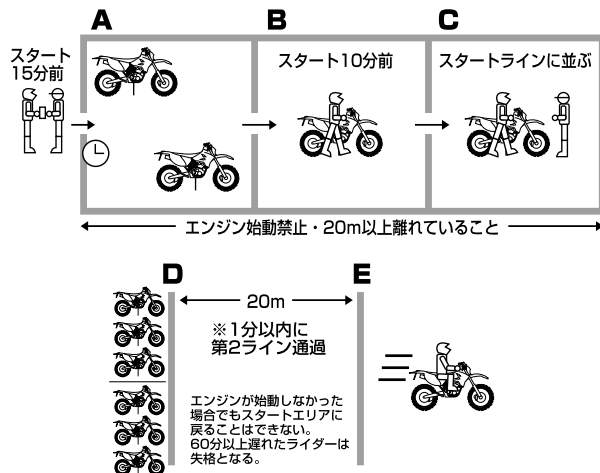 A
B
C
スタート
15分前
スタート10分前
スタートラインに並ぶ
エンジン始動禁止・20m以上離れていること
D
E
20m
※1分以内に
第2ライン通過
エンジンが始動しなかった
場合でもスタートエリアに
戻ることはできない。
60分以上遅れたライダーは
失格となる。